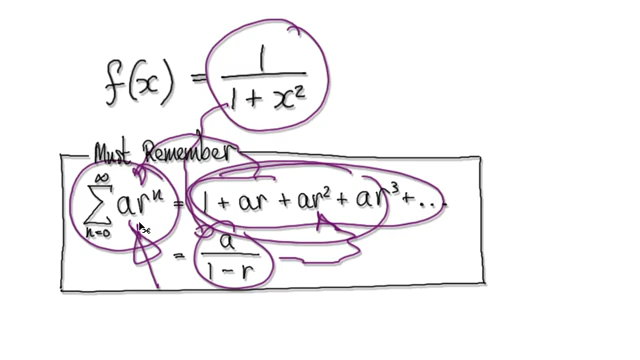 f(x) = 1/(1 + x²)
Must Remember
∞ ∑ n=0 arⁿ = 1 + ar + ar² + ar³ + ...
= a/(1 - r)